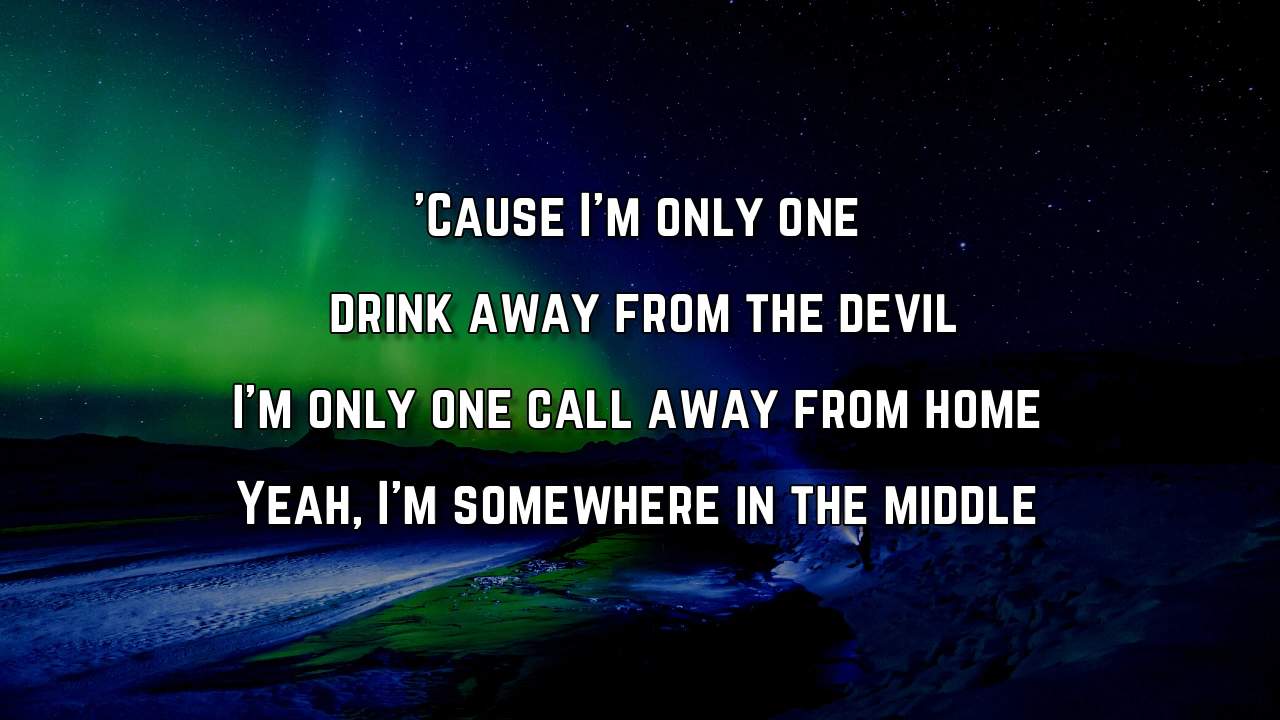 'Cause I'm only one
drink away from the devil
I'm only one call away from home
Yeah, I'm somewhere in the middle